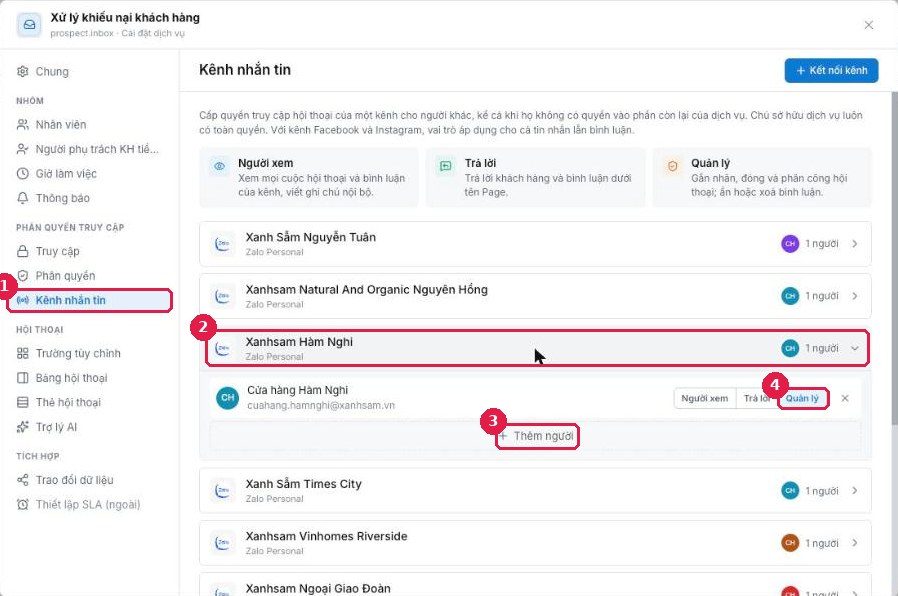 Xử lý khiếu nại khách hàng
prospect.inbox · Cài đặt dịch vụ
Chung
NHÓM
Nhân viên
Người phụ trách KH tiề...
Giờ làm việc
Thông báo
PHÂN QUYỀN TRUY CẬP
Truy cập
Phân quyền
1
Kênh nhắn tin
HỘI THOẠI
Trường tùy chỉnh
Bảng hội thoại
Thẻ hội thoại
Trợ lý AI
TÍCH HỢP
Trao đổi dữ liệu
Thiết lập SLA (ngoài)
Kênh nhắn tin
+ Kết nối kênh
Cấp quyền truy cập hội thoại của một kênh cho người khác, kể cả khi họ không có quyền vào phần còn lại của dịch vụ. Chủ sở hữu dịch vụ luôn
có toàn quyền. Với kênh Facebook và Instagram, vai trò áp dụng cho cả tin nhắn lẫn bình luận.
Người xem
Xem mọi cuộc hội thoại và bình luận
của kênh, viết ghi chú nội bộ.
Trả lời
Trả lời khách hàng và bình luận dưới
tên Page.
Quản lý
Gắn nhãn, đóng và phân công hội
thoại; ẩn hoặc xoá bình luận.
Zalo
Xanh Sắm Nguyễn Tuân
Zalo Personal
CH 1 người
Zalo
Xanhsam Natural And Organic Nguyên Hồng
Zalo Personal
CH 1 người
2
Zalo
Xanhsam Hàm Nghi
Zalo Personal
CH 1 người
CH
Cửa hàng Hàm Nghi
cuahang.hamnghi@xanhsam.vn
Người xem
Trả lời
4
Quản lý
3
+ Thêm người
Zalo
Xanh Sắm Times City
Zalo Personal
CH 1 người
Zalo
Xanhsam Vinhomes Riverside
Zalo Personal
CH 1 người
Zalo
Xanhsam Ngoại Giao Đoàn
CH 1 người